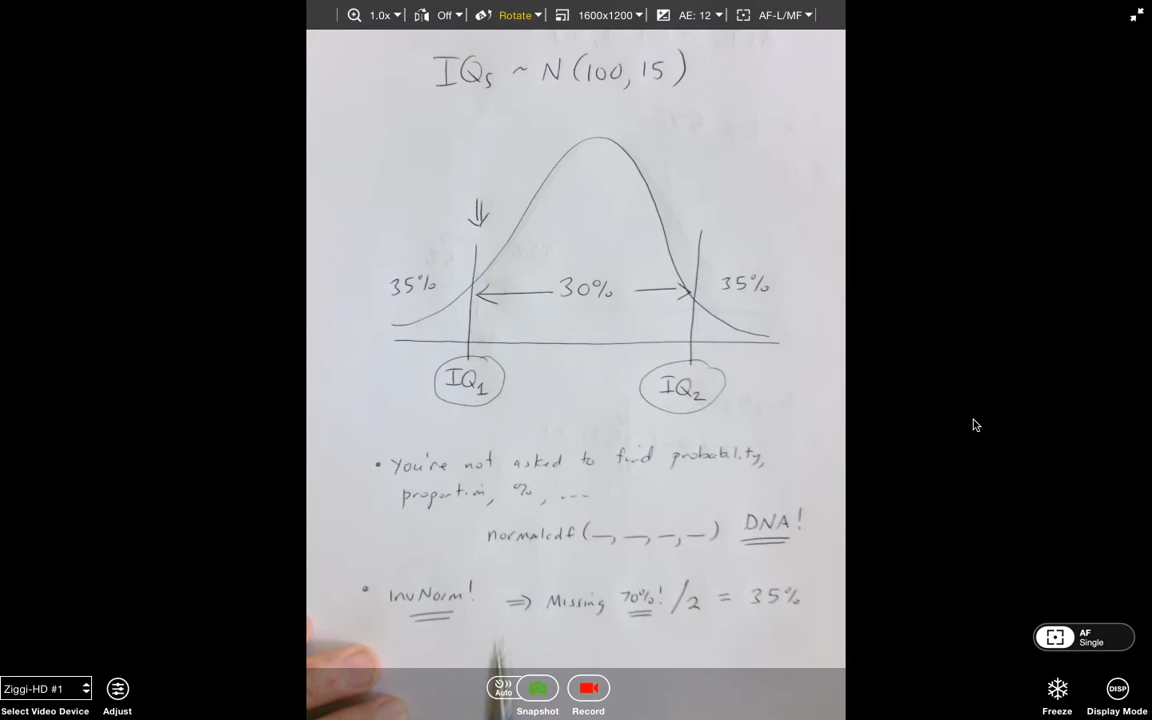 1.0x Off Rotate 1600x1200 AE: 12 AF-L/MF
IQs ~ N(100, 15)
35% 30% 35%
IQ1 IQ2
• You're not asked to find probability,
proportion, %, ...
normalcdf(—, —, —, —) DNA!
• InvNorm! ⇒ Missing 70%! / 2 = 35%
AF
Single
Ziggi-HD #1
Auto
Select Video Device Adjust Snapshot Record Freeze Display Mode
DISP